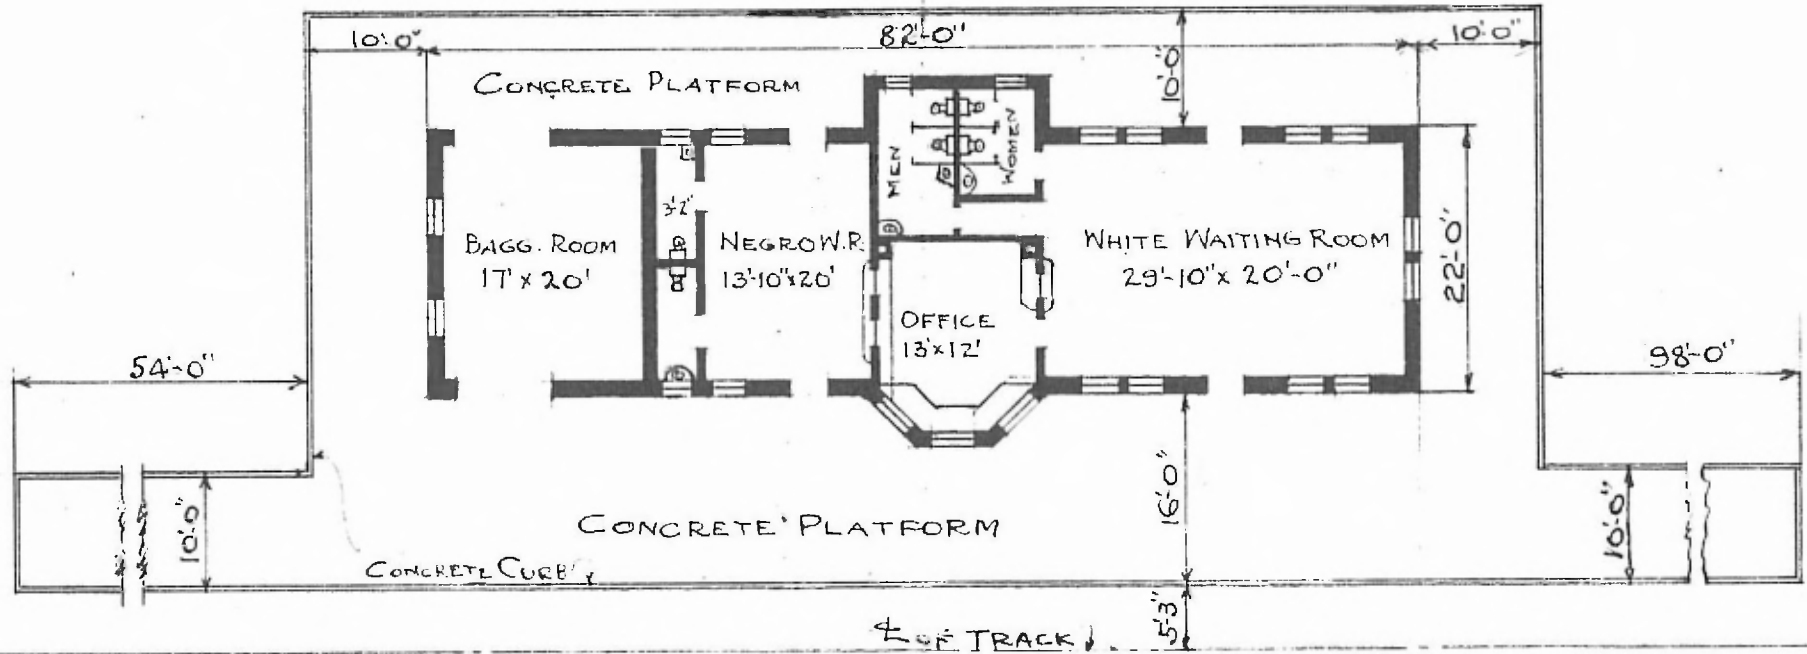 10'-0"
82'-0"
10'-0"
CONCRETE PLATFORM
10'-0"
MEN
WOMEN
3'-2"
BAGG. ROOM
17' x 20'
NEGRO W.R.
13'-10" x 20'
WHITE WAITING ROOM
29'-10" x 20'-0"
22'-0"
OFFICE
13' x 12'
54'-0"
98'-0"
10'-0"
CONCRETE PLATFORM
16'-0"
10'-0"
CONCRETE CURB
5'-3"
℄ OF TRACK